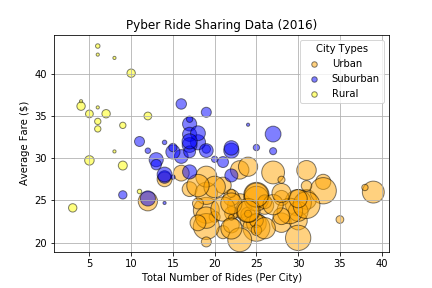 Pyber Ride Sharing Data (2016)
City Types
Urban
Suburban
Rural
40
35
30
25
20
Average Fare ($)
5 10 15 20 25 30 35 40
Total Number of Rides (Per City)